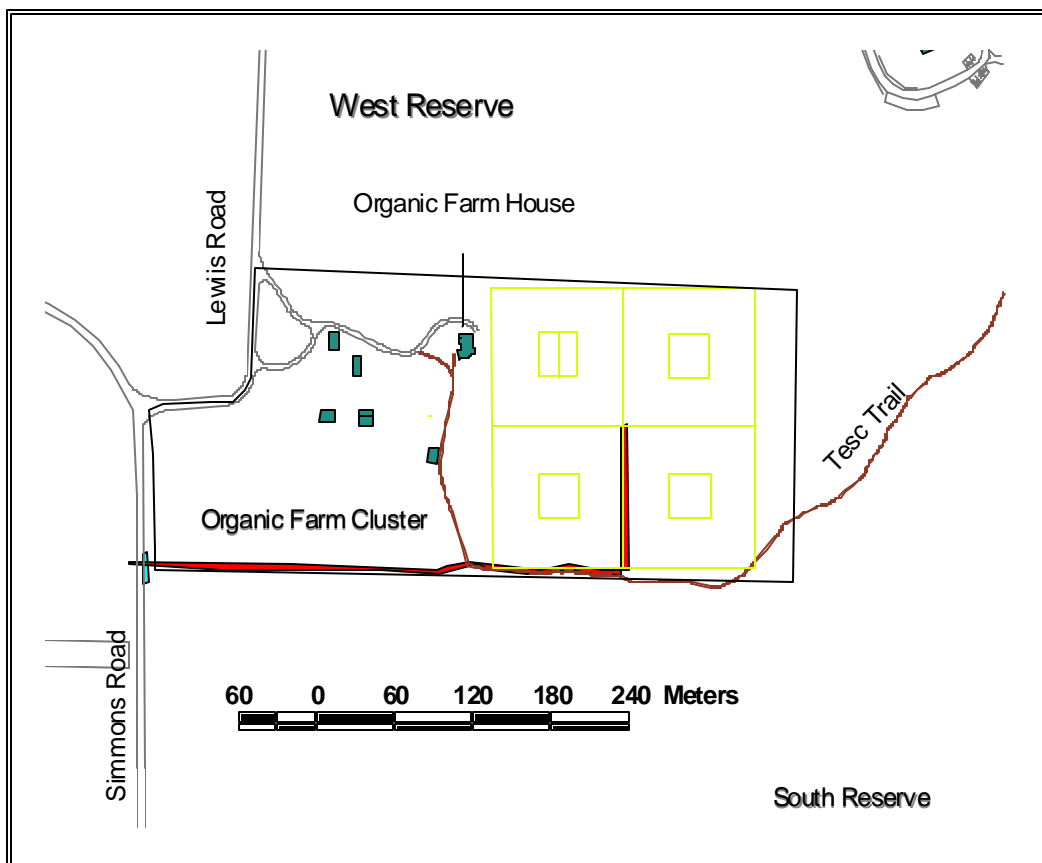 West Reserve
Organic Farm House
Lewiis Road
Tesc Trail
Organic Farm Cluster
Simmons Road
60 0 60 120 180 240 Meters
South Reserve